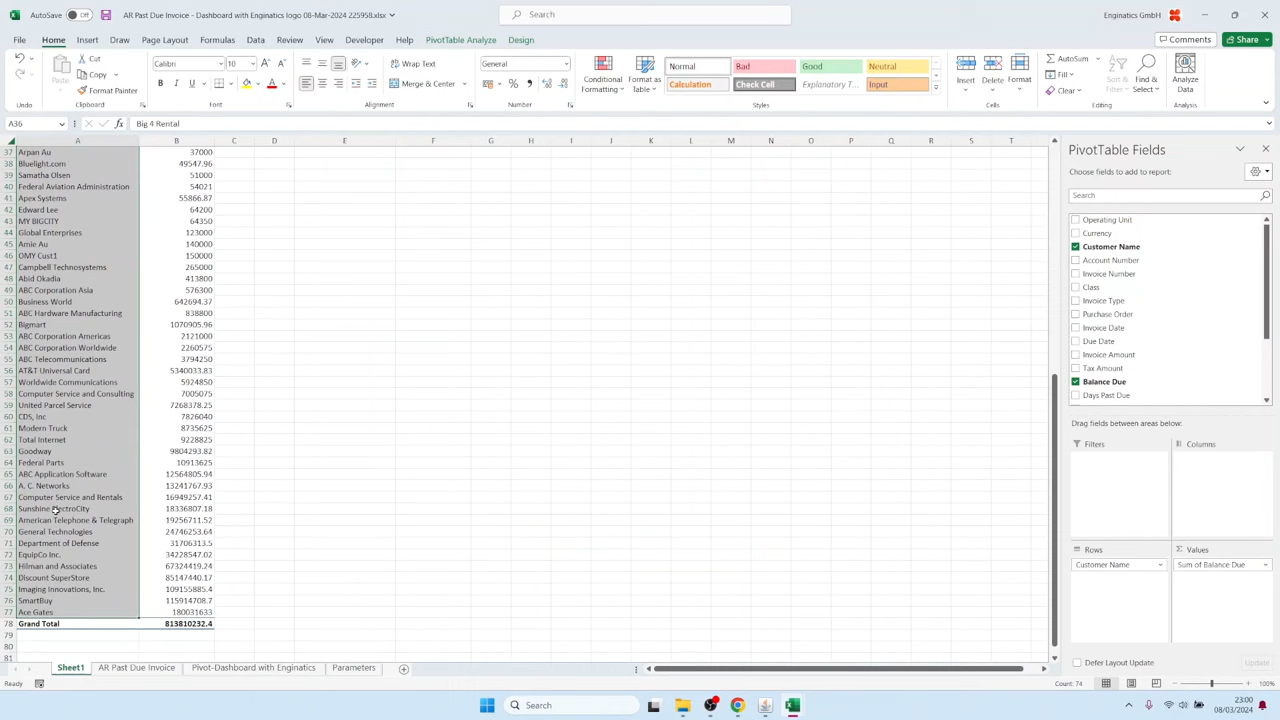 AutoSave Off AR Past Due Invoice - Dashboard with Enginatics logo 08-Mar-2024 225958.xlsx Search Enginatics GmbH
File Home Insert Draw Page Layout Formulas Data Review View Developer Help PivotTable Analyze Design Comments Share
Paste Cut Copy Format Painter Calibri 10 Wrap Text Merge & Center General Conditional Formatting Format as Table Normal Bad Good Neutral Calculation Check Cell Explanatory T... Input Insert Delete Format AutoSum Fill Clear Sort & Filter Find & Select Analyze Data
Undo Clipboard Font Alignment Number Styles Cells Editing Analysis
A36 Big 4 Rental
A B C D E F G H I J K L M N O P Q R S T
37 Arpan Au 37000
38 Bluelight.com 49547.96
39 Samatha Olsen 51000
40 Federal Aviation Administration 54021
41 Apex Systems 55866.87
42 Edward Lee 64200
43 MY BIGCITY 64350
44 Global Enterprises 123000
45 Amie Au 140000
46 OMY Cust1 150000
47 Campbell Technosystems 265000
48 Abid Okadia 413800
49 ABC Corporation Asia 576300
50 Business World 642694.37
51 ABC Hardware Manufacturing 838800
52 Bigmart 1070905.96
53 ABC Corporation Americas 2121000
54 ABC Corporation Worldwide 2260575
55 ABC Telecommunications 3794250
56 AT&T Universal Card 5340033.83
57 Worldwide Communications 5924850
58 Computer Service and Consulting 7005075
59 United Parcel Service 7268378.25
60 CDS, Inc 7826040
61 Modern Truck 8735625
62 Total Internet 9228825
63 Goodway 9804293.82
64 Federal Parts 10913625
65 ABC Application Software 12564805.94
66 A. C. Networks 13241767.93
67 Computer Service and Rentals 16949257.41
68 Sunshine ElectroCity 18336807.18
69 American Telephone & Telegraph 19256711.52
70 General Technologies 24746253.64
71 Department of Defense 31706313.5
72 EquipCo Inc. 34228547.02
73 Hilman and Associates 67324419.24
74 Discount SuperStore 85147440.17
75 Imaging Innovations, Inc. 109155885.4
76 SmartBuy 115914708.7
77 Ace Gates 180031633
78 Grand Total 813810232.4
79
80
81
PivotTable Fields
Choose fields to add to report:
Search
Operating Unit
Currency
Customer Name
Account Number
Invoice Number
Class
Invoice Type
Purchase Order
Invoice Date
Due Date
Invoice Amount
Tax Amount
Balance Due
Days Past Due
Drag fields between areas below:
Filters Columns
Rows Values
Customer Name Sum of Balance Due
Defer Layout Update Update
Sheet1 AR Past Due Invoice Pivot-Dashboard with Enginatics Parameters
Ready Count: 74 100%
Search 23:00
08/03/2024